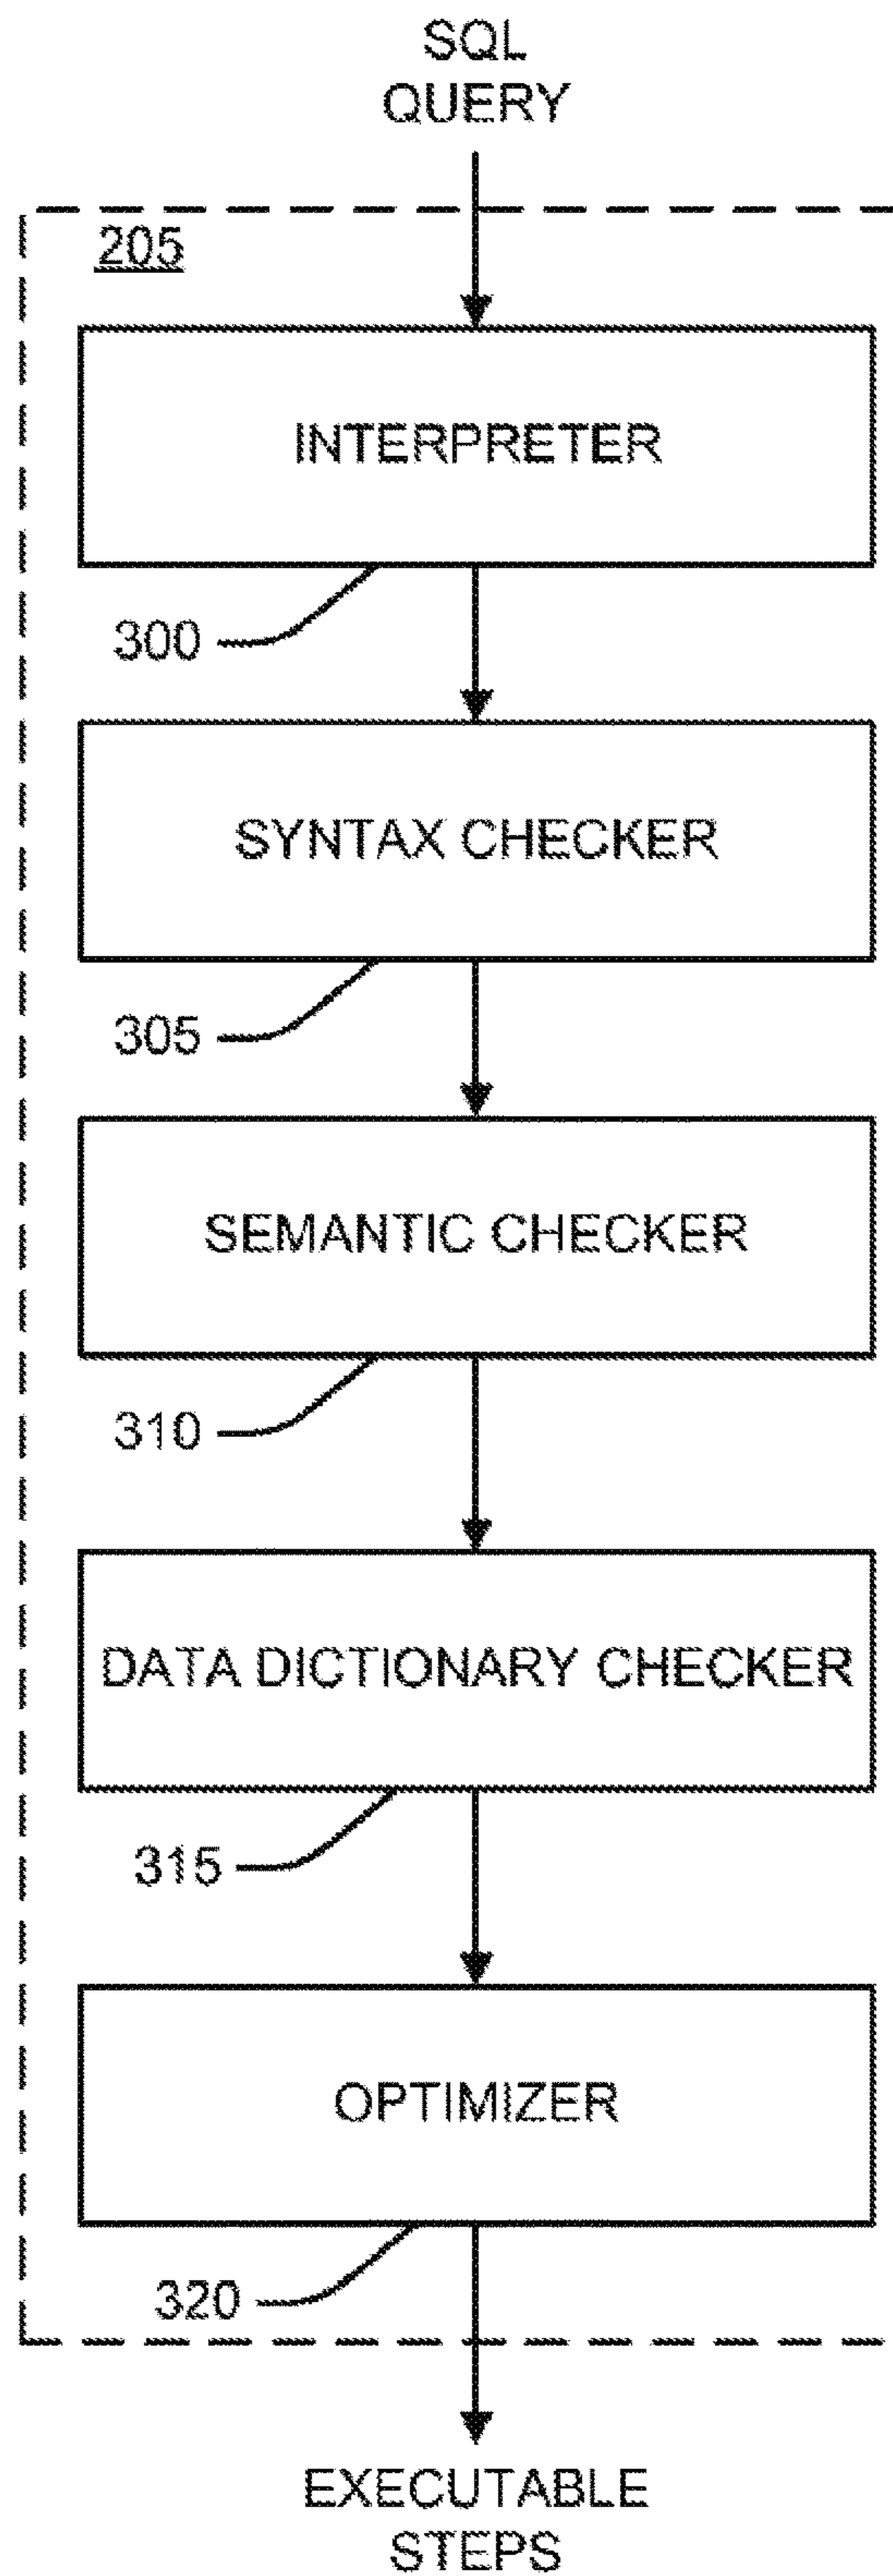 SQL
QUERY
205
INTERPRETER
300
SYNTAX CHECKER
305
SEMANTIC CHECKER
310
DATA DICTIONARY CHECKER
315
OPTIMIZER
320
EXECUTABLE
STEPS